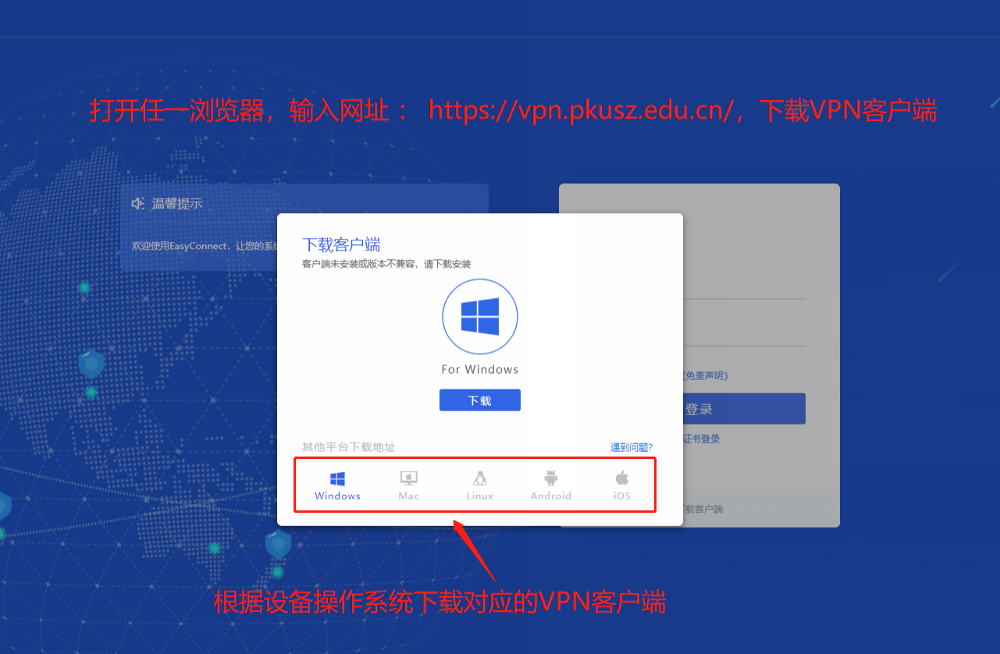 打开任一浏览器，输入网址： https://vpn.pkusz.edu.cn/，下载VPN客户端
温馨提示
欢迎使用EasyConnect，让您的系统
下载客户端
客户端未安装或版本不兼容，请下载安装
For Windows
下载
《免责声明》
登录
证书登录
其他平台下载地址
遇到问题?
Windows
Mac
Linux
Android
iOS
下载客户端
根据设备操作系统下载对应的VPN客户端